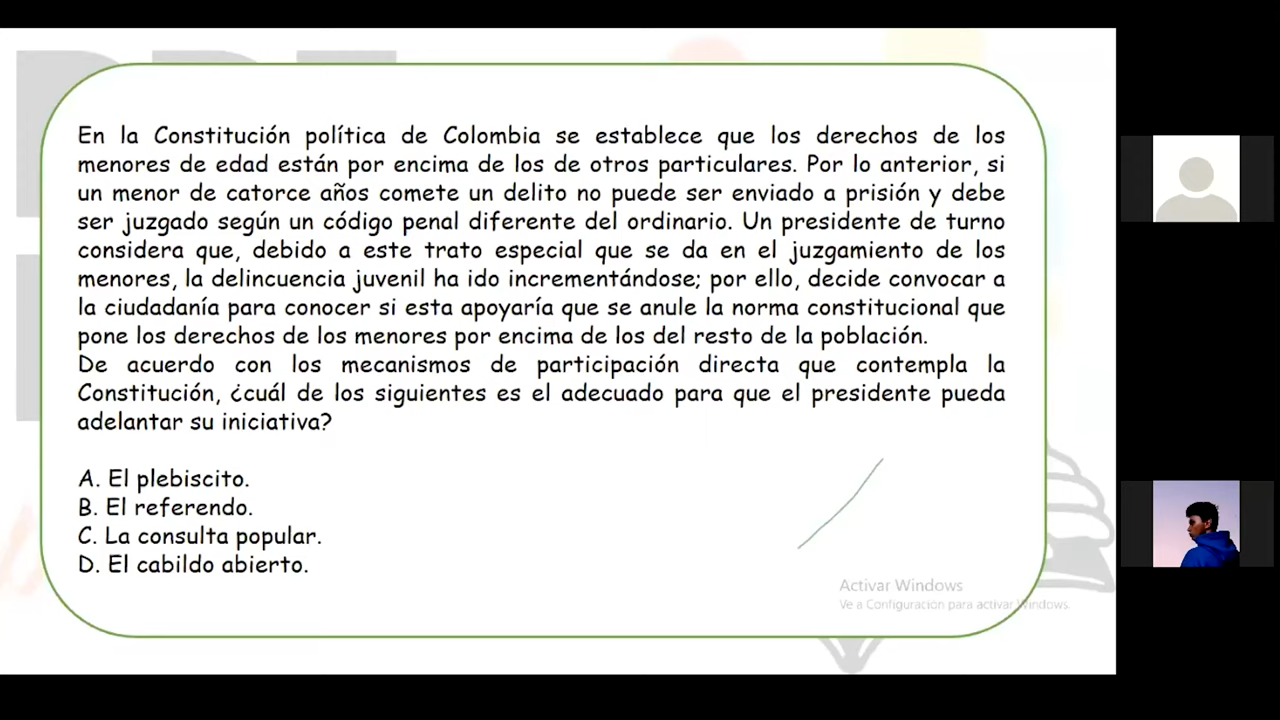 En la Constitución política de Colombia se establece que los derechos de los
menores de edad están por encima de los de otros particulares. Por lo anterior, si
un menor de catorce años comete un delito no puede ser enviado a prisión y debe
ser juzgado según un código penal diferente del ordinario. Un presidente de turno
considera que, debido a este trato especial que se da en el juzgamiento de los
menores, la delincuencia juvenil ha ido incrementándose; por ello, decide convocar a
la ciudadanía para conocer si esta apoyaría que se anule la norma constitucional que
pone los derechos de los menores por encima de los del resto de la población.
De acuerdo con los mecanismos de participación directa que contempla la
Constitución, ¿cuál de los siguientes es el adecuado para que el presidente pueda
adelantar su iniciativa?
A. El plebiscito.
B. El referendo.
C. La consulta popular.
D. El cabildo abierto.
Activar Windows
Ve a Configuración para activar Windows.